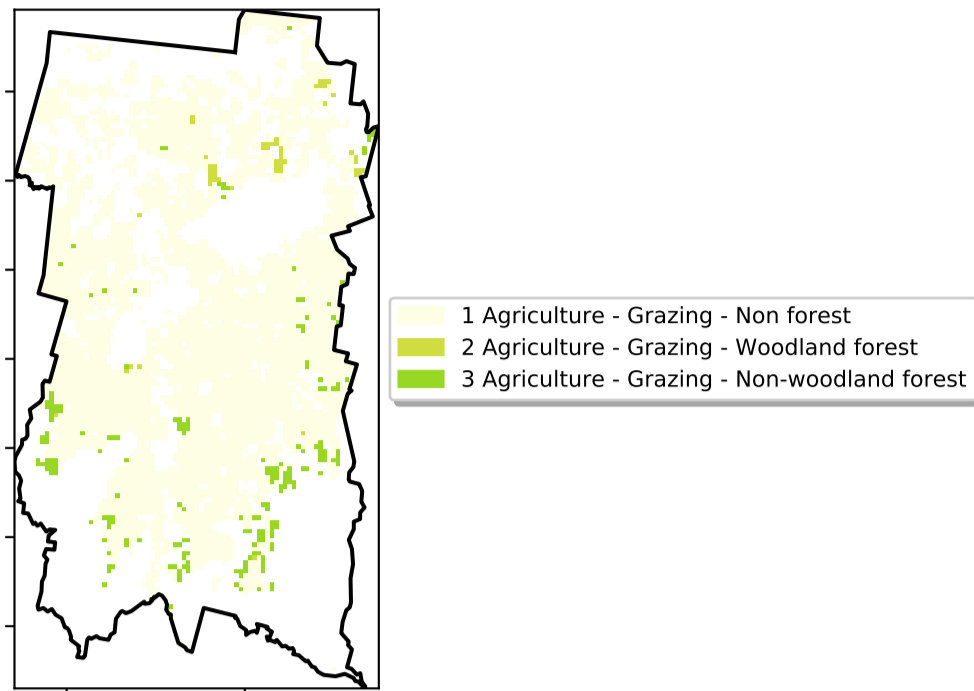 1 Agriculture - Grazing - Non forest
2 Agriculture - Grazing - Woodland forest
3 Agriculture - Grazing - Non-woodland forest